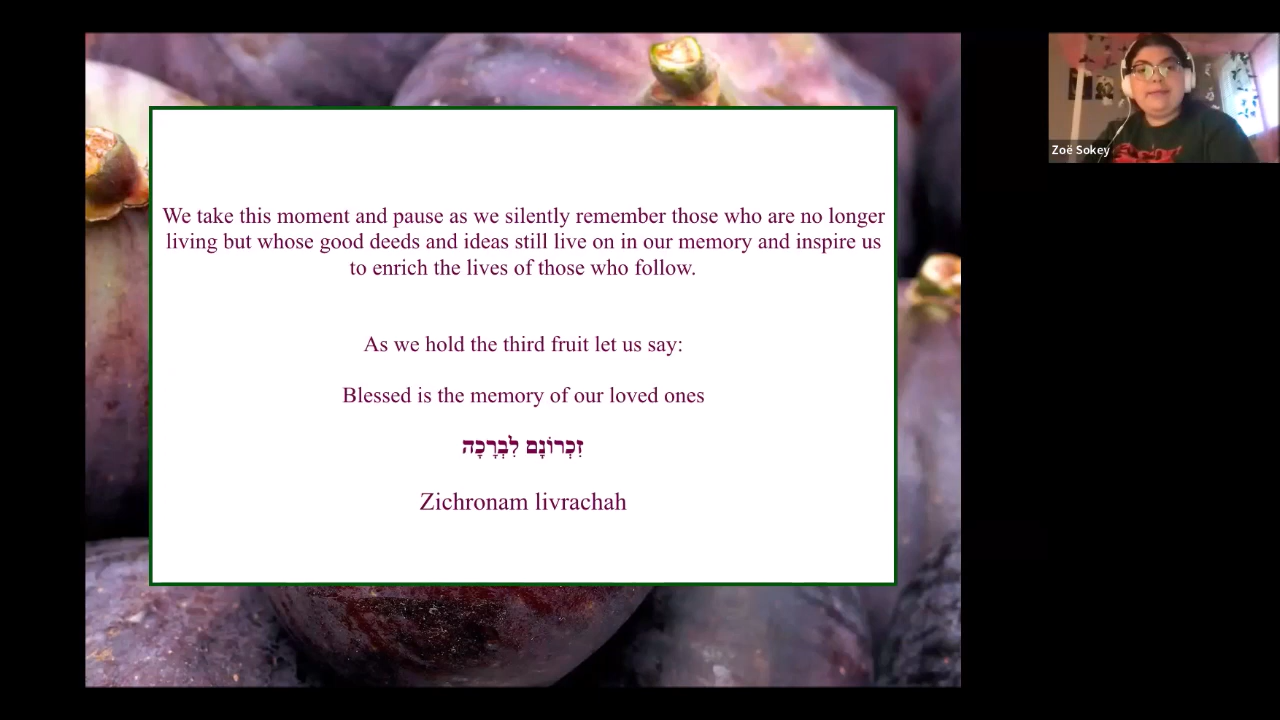 We take this moment and pause as we silently remember those who are no longer
living but whose good deeds and ideas still live on in our memory and inspire us
to enrich the lives of those who follow.
As we hold the third fruit let us say:
Blessed is the memory of our loved ones
זִכְרוֹנָם לִבְרָכָה
Zichronam livrachah
Zoë Sokey